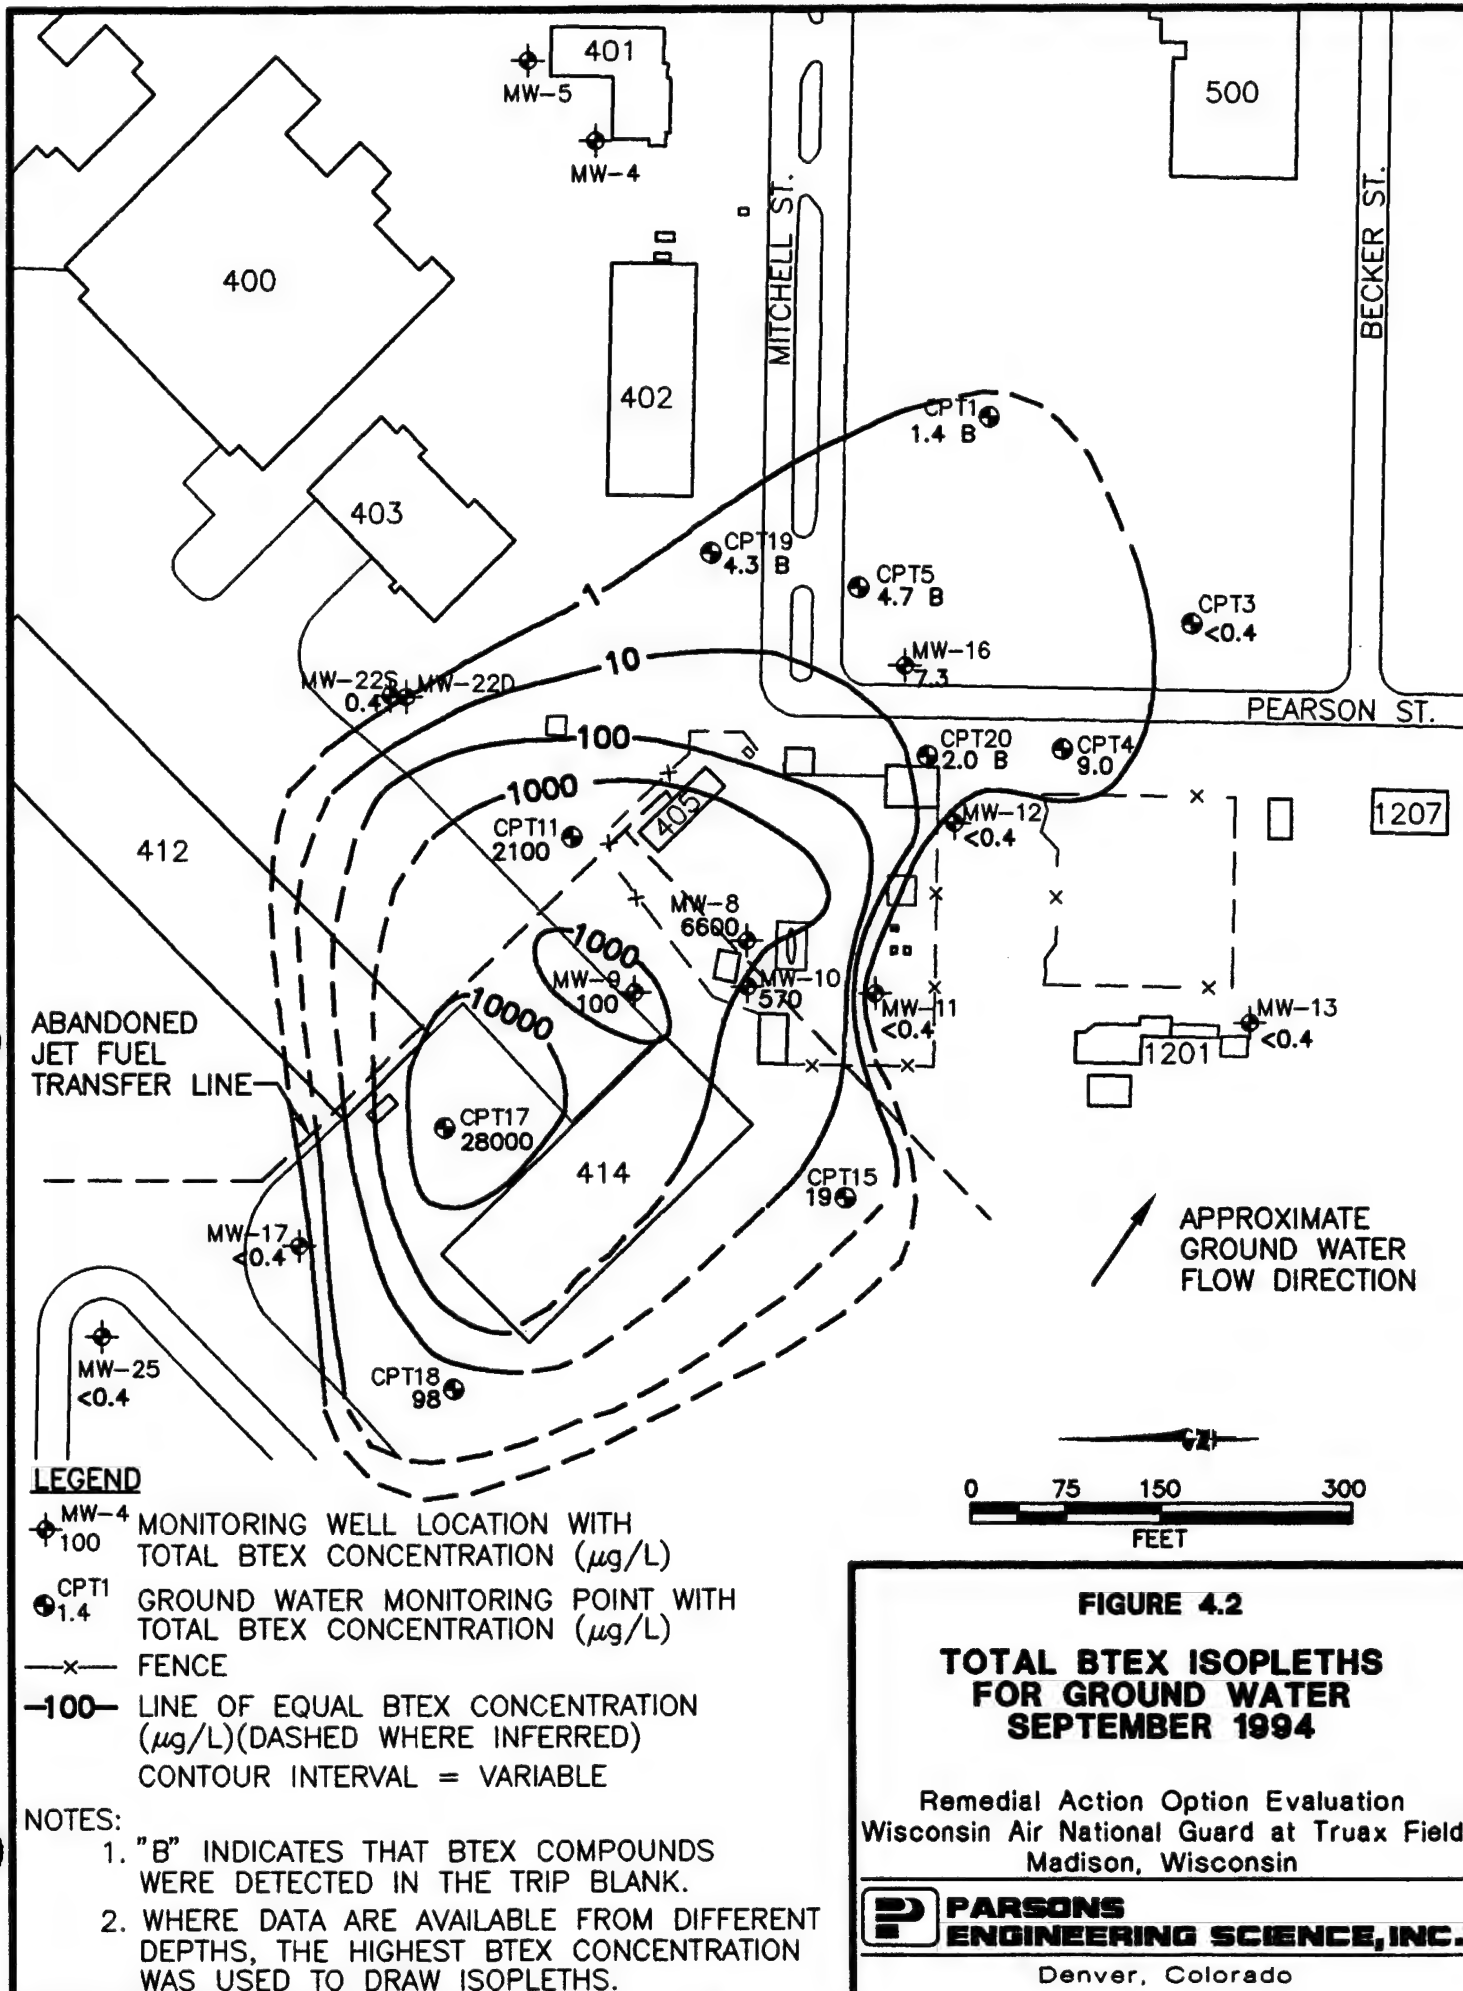 401
MW-5
MW-4
500
MITCHELL ST.
BECKER ST.
400
402
CPT1
1.4 B
403
CPT19
4.3 B
CPT5
4.7 B
CPT3
<0.4
1
10
MW-16
7.3
MW-22S
0.4
MW-22D
PEARSON ST.
100
CPT20
2.0 B
CPT4
9.0
1000
405
CPT11
2100
MW-12
<0.4
1207
412
MW-8
6600
1000
MW-9
100
MW-10
570
MW-11
<0.4
10000
MW-13
<0.4
1201
ABANDONED
JET FUEL
TRANSFER LINE
CPT17
28000
414
CPT15
19
MW-17
<0.4
APPROXIMATE
GROUND WATER
FLOW DIRECTION
MW-25
<0.4
CPT18
98
0 75 150 300
FEET
LEGEND
MW-4
100
MONITORING WELL LOCATION WITH
TOTAL BTEX CONCENTRATION (µg/L)
CPT1
1.4
GROUND WATER MONITORING POINT WITH
TOTAL BTEX CONCENTRATION (µg/L)
—x— FENCE
—100— LINE OF EQUAL BTEX CONCENTRATION
(µg/L)(DASHED WHERE INFERRED)
CONTOUR INTERVAL = VARIABLE
NOTES:
1. "B" INDICATES THAT BTEX COMPOUNDS
WERE DETECTED IN THE TRIP BLANK.
2. WHERE DATA ARE AVAILABLE FROM DIFFERENT
DEPTHS, THE HIGHEST BTEX CONCENTRATION
WAS USED TO DRAW ISOPLETHS.
FIGURE 4.2
TOTAL BTEX ISOPLETHS
FOR GROUND WATER
SEPTEMBER 1994
Remedial Action Option Evaluation
Wisconsin Air National Guard at Truax Field
Madison, Wisconsin
PARSONS
ENGINEERING SCIENCE, INC.
Denver, Colorado